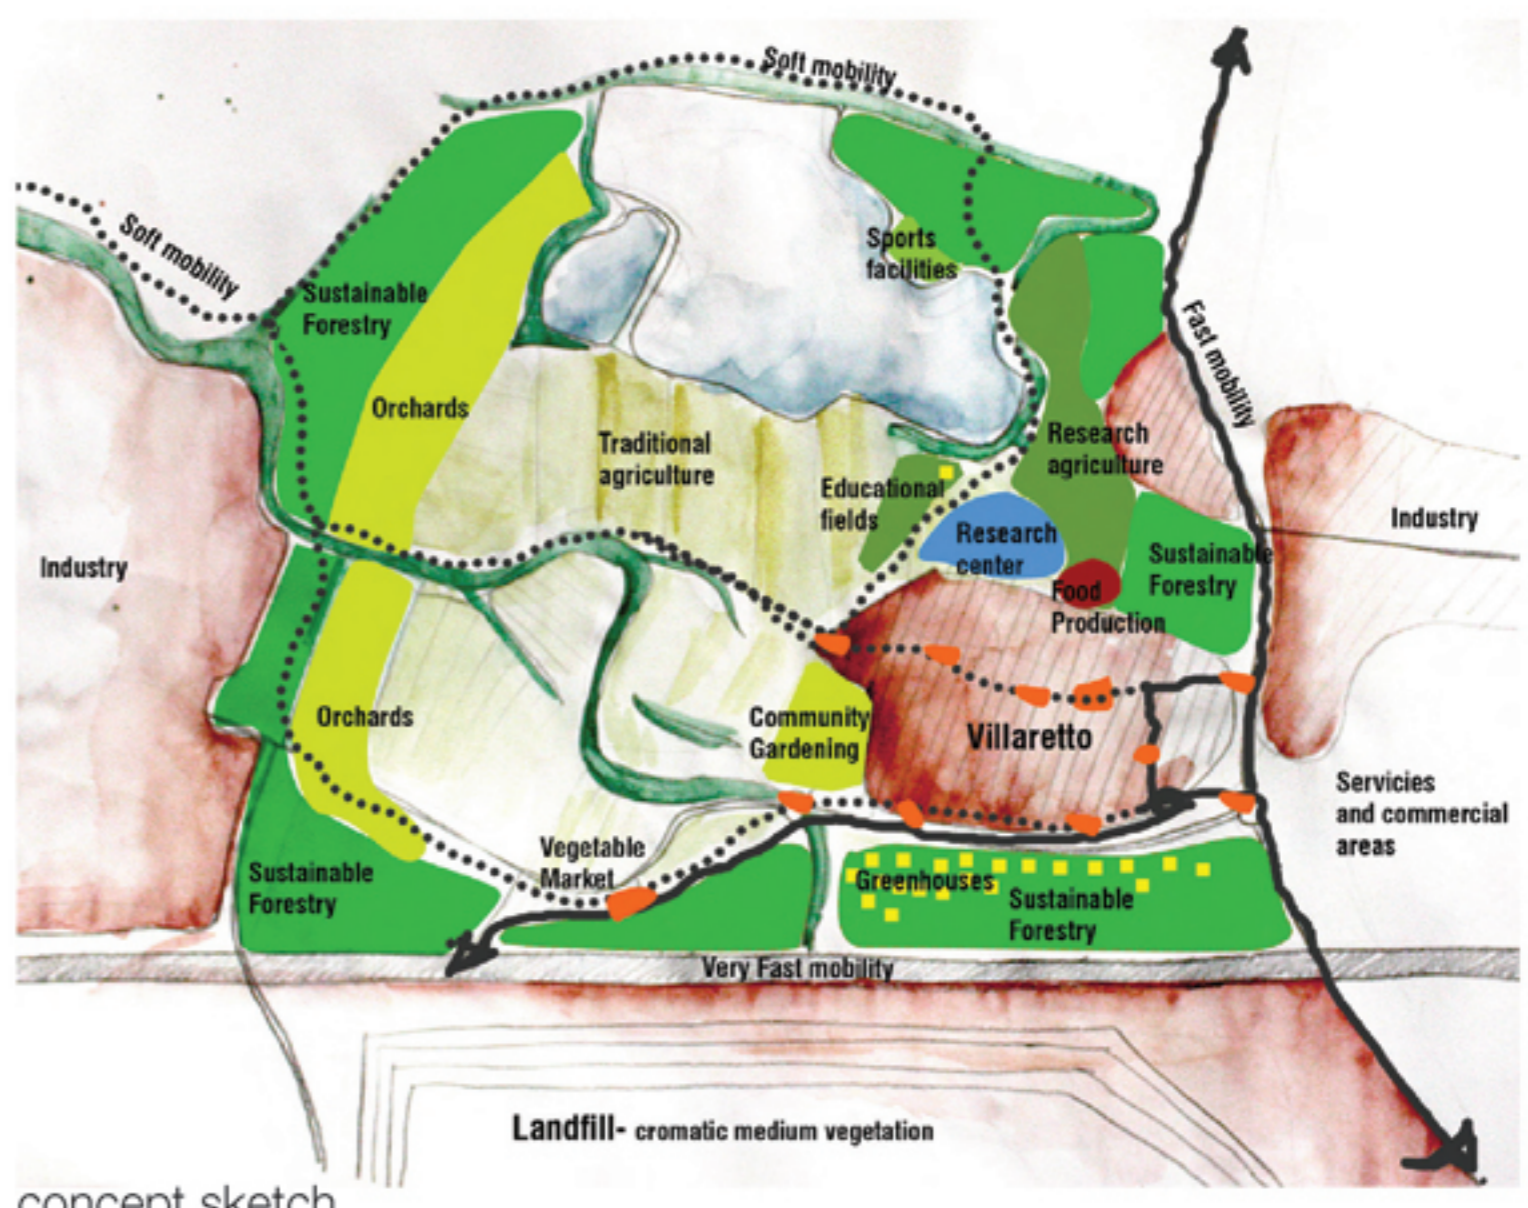 Soft mobility
Soft mobility
Sports
facilities
Sustainable
Forestry
Fast mobility
Orchards
Traditional
agriculture
Research
agriculture
Educational
fields
Research
center
Industry
Industry
Sustainable
Forestry
Food
Production
Orchards
Community
Gardening
Villaretto
Servicies
and commercial
areas
Vegetable
Market
Sustainable
Forestry
Greenhouses
Sustainable
Forestry
Very Fast mobility
Landfill- cromatic medium vegetation
concept sketch